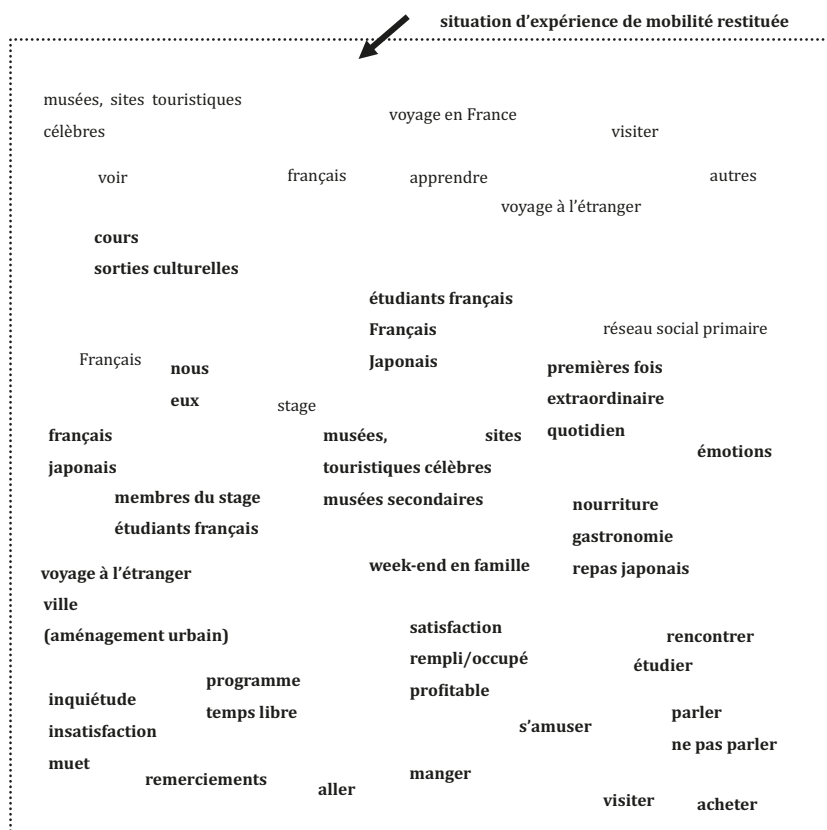 situation d’expérience de mobilité restituée
musées, sites touristiques
célèbres
voyage en France
visiter
voir
français
apprendre
autres
voyage à l’étranger
cours
sorties culturelles
étudiants français
Français
Japonais
réseau social primaire
Français
nous
eux
stage
premières fois
extraordinaire
quotidien
français
japonais
musées, sites
touristiques célèbres
musées secondaires
émotions
membres du stage
étudiants français
nourriture
gastronomie
repas japonais
week-end en famille
voyage à l’étranger
ville
(aménagement urbain)
satisfaction
rempli/occupé
profitable
rencontrer
étudier
programme
temps libre
inquiétude
insatisfaction
muet
s’amuser
parler
ne pas parler
remerciements
aller
manger
visiter
acheter